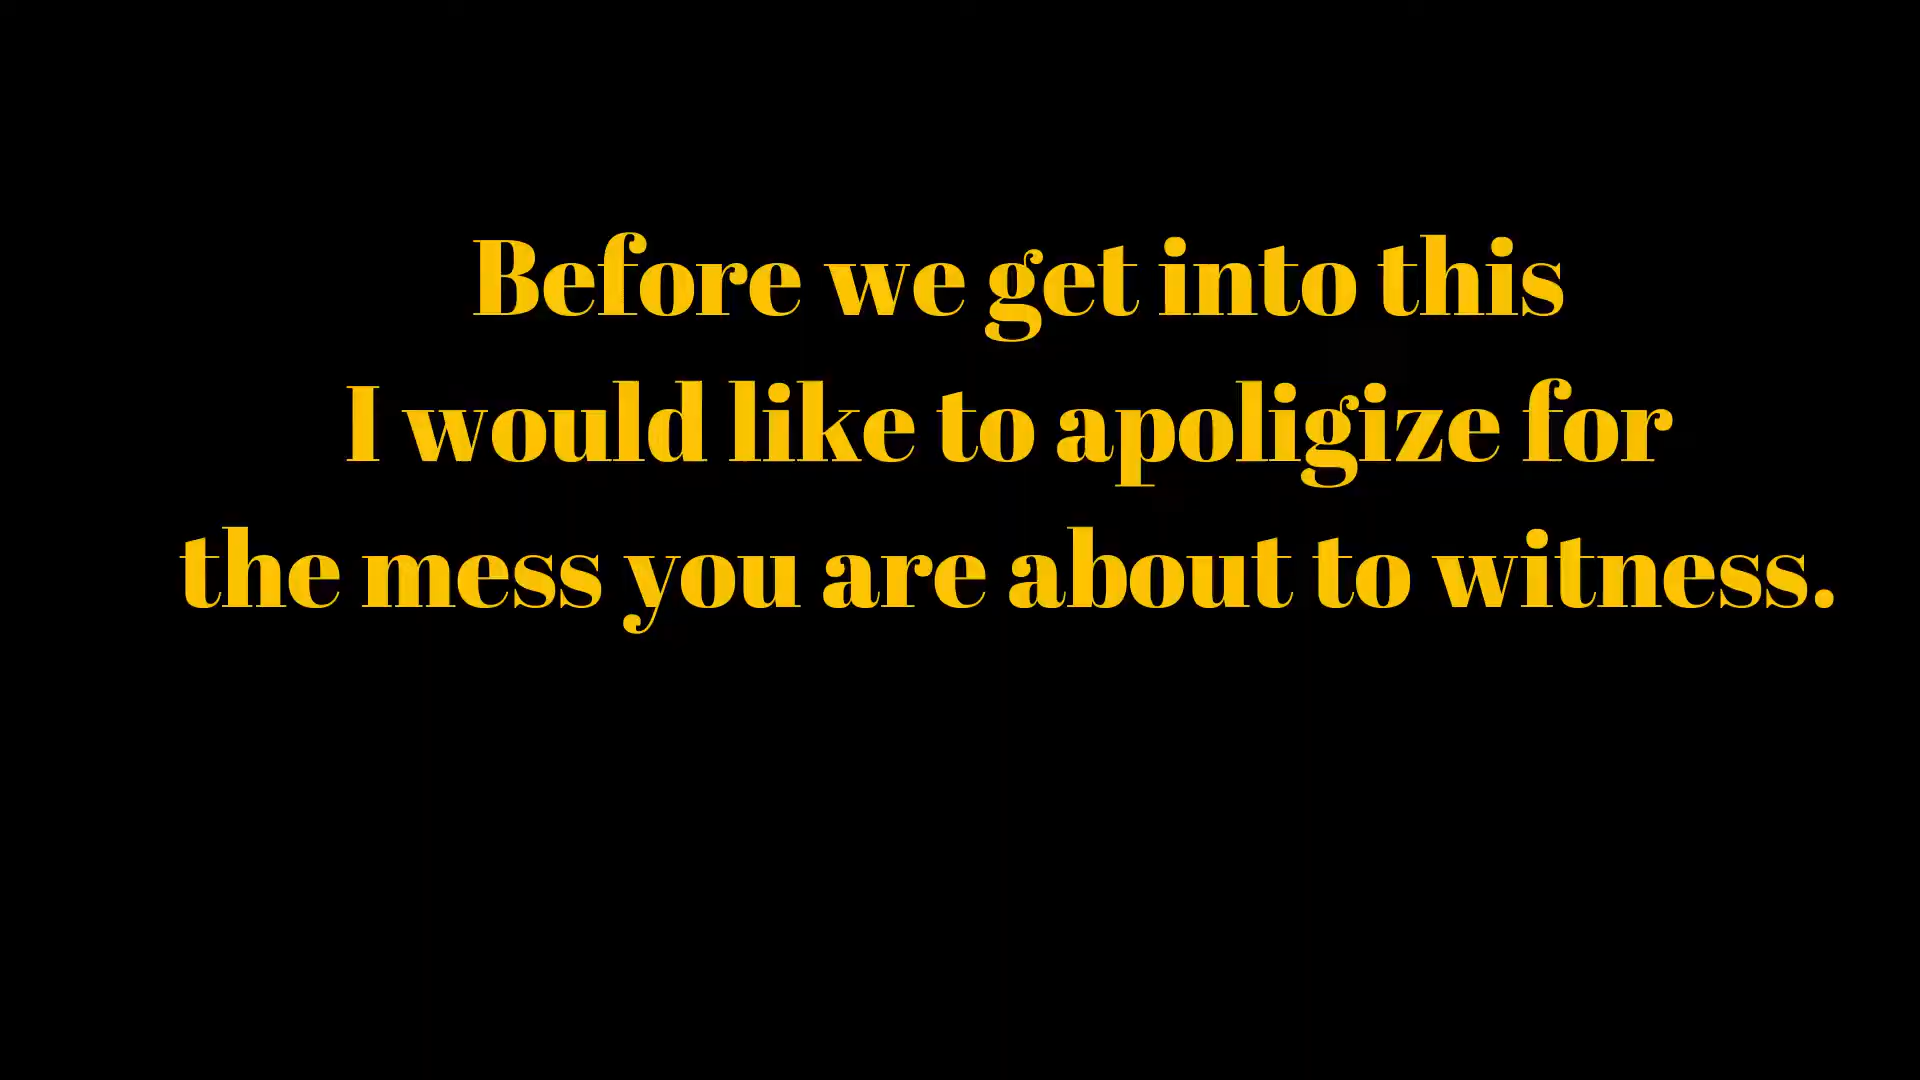 Before we get into this
I would like to apoligize for
the mess you are about to witness.